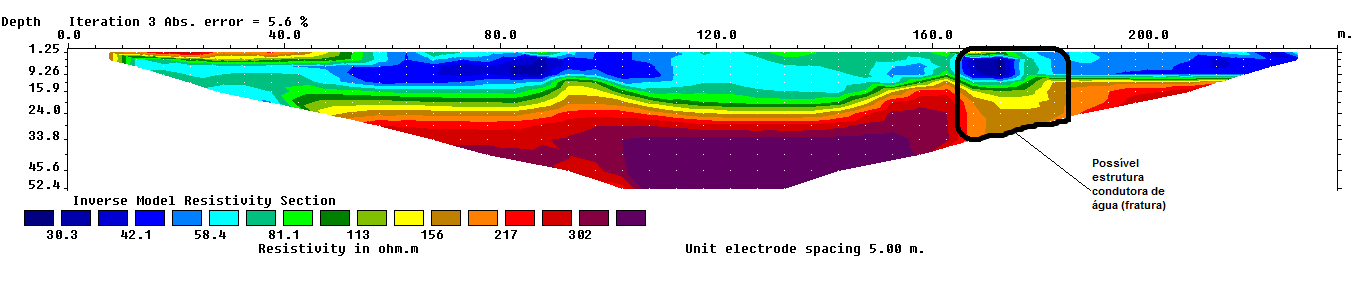 Depth Iteration 3 Abs. error = 5.6 %
0.0 40.0 80.0 120.0 160.0 200.0 m.
1.25
9.26
15.9
24.0
33.8
45.6
52.4
Possível
estrutura
condutora de
água (fratura)
Inverse Model Resistivity Section
30.3 42.1 58.4 81.1 113 156 217 302
Resistivity in ohm.m Unit electrode spacing 5.00 m.